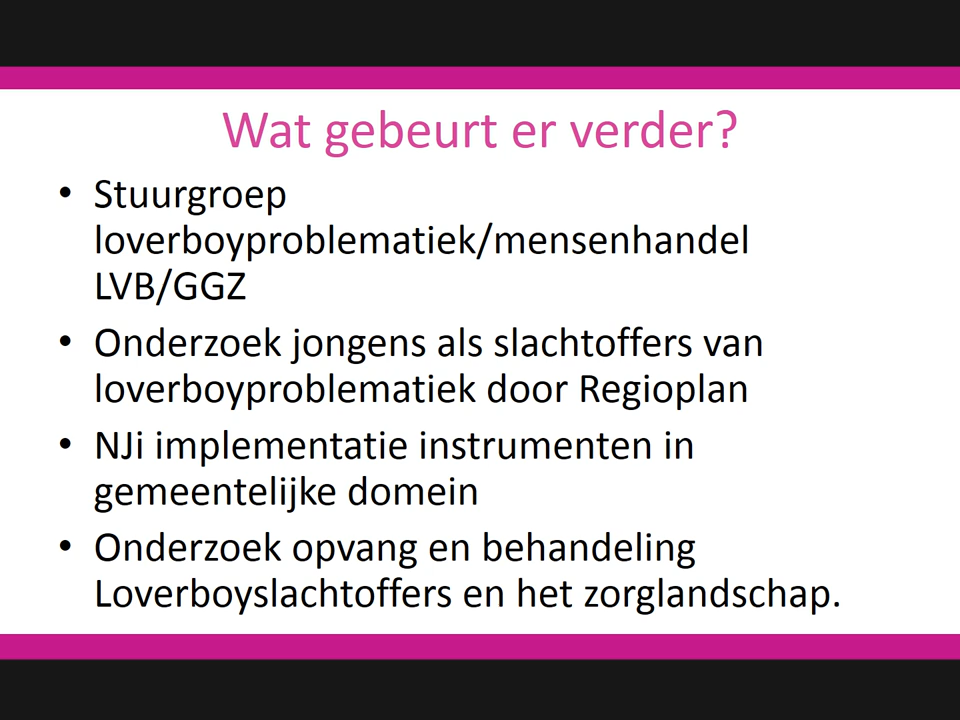 Wat gebeurt er verder?
• Stuurgroep
loverboyproblematiek/mensenhandel
LVB/GGZ
• Onderzoek jongens als slachtoffers van
loverboyproblematiek door Regioplan
• NJi implementatie instrumenten in
gemeentelijke domein
• Onderzoek opvang en behandeling
Loverboyslachtoffers en het zorglandschap.